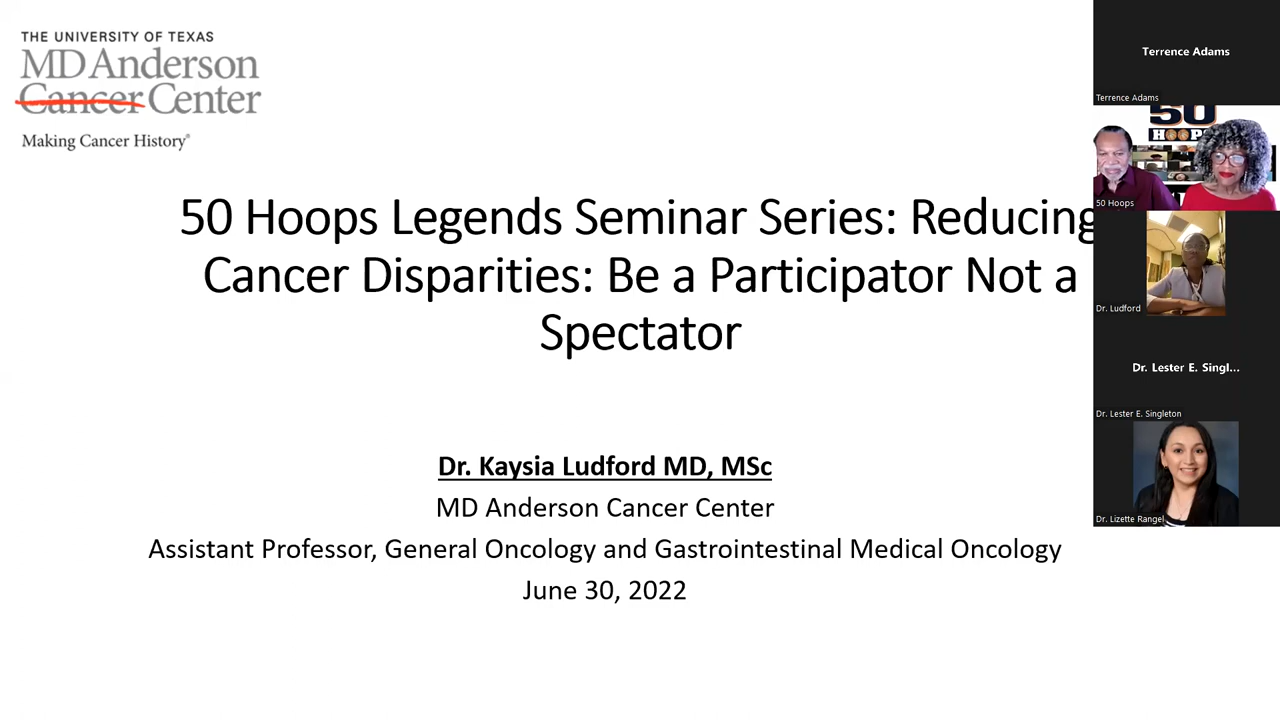 THE UNIVERSITY OF TEXAS
MD Anderson
Cancer Center
Making Cancer History®
50 Hoops Legends Seminar Series: Reducing
Cancer Disparities: Be a Participator Not a
Spectator
Dr. Kaysia Ludford MD, MSc
MD Anderson Cancer Center
Assistant Professor, General Oncology and Gastrointestinal Medical Oncology
June 30, 2022
Terrence Adams
Terrence Adams
50
HOOPS
50 Hoops
Dr. Ludford
Dr. Lester E. Singl...
Dr. Lester E. Singleton
Dr. Lizette Rangel